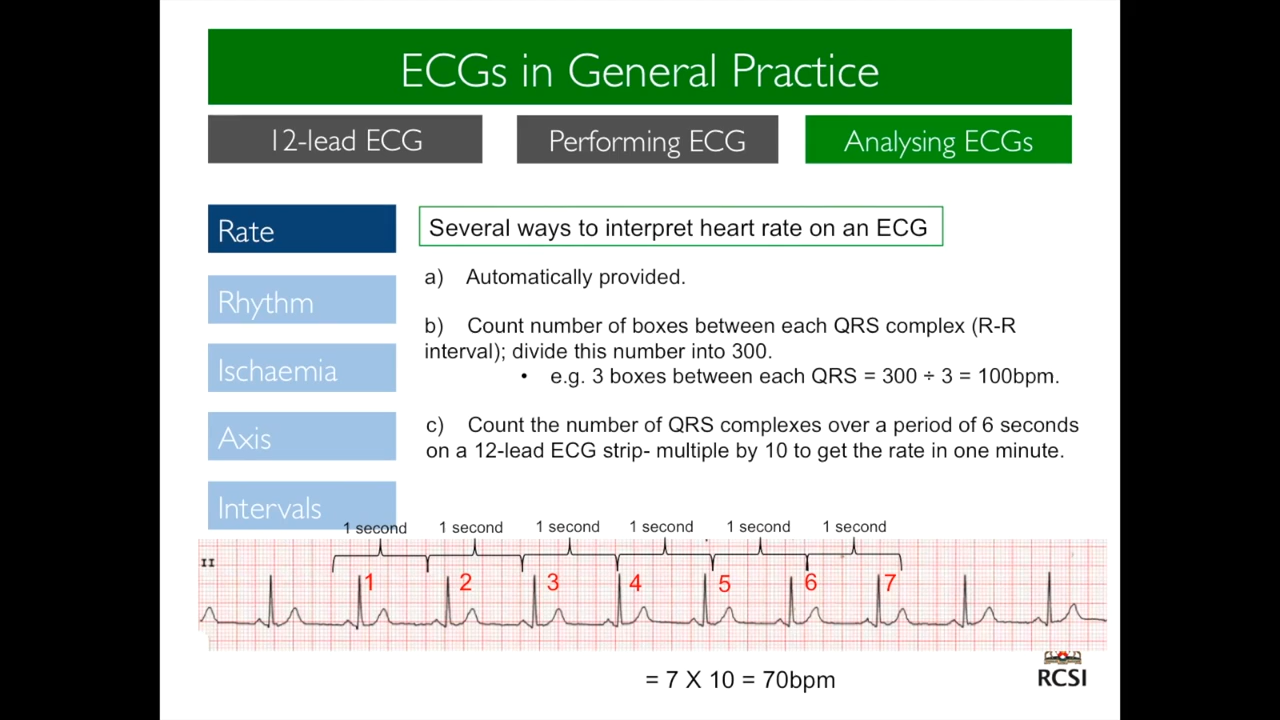 ECGs in General Practice
12-lead ECG
Performing ECG
Analysing ECGs
Rate
Rhythm
Ischaemia
Axis
Intervals
Several ways to interpret heart rate on an ECG
a) Automatically provided.
b) Count number of boxes between each QRS complex (R-R
interval); divide this number into 300.
• e.g. 3 boxes between each QRS = 300 ÷ 3 = 100bpm.
c) Count the number of QRS complexes over a period of 6 seconds
on a 12-lead ECG strip- multiple by 10 to get the rate in one minute.
1 second 1 second 1 second 1 second 1 second 1 second
II
1 2 3 4 5 6 7
= 7 X 10 = 70bpm
RCSI